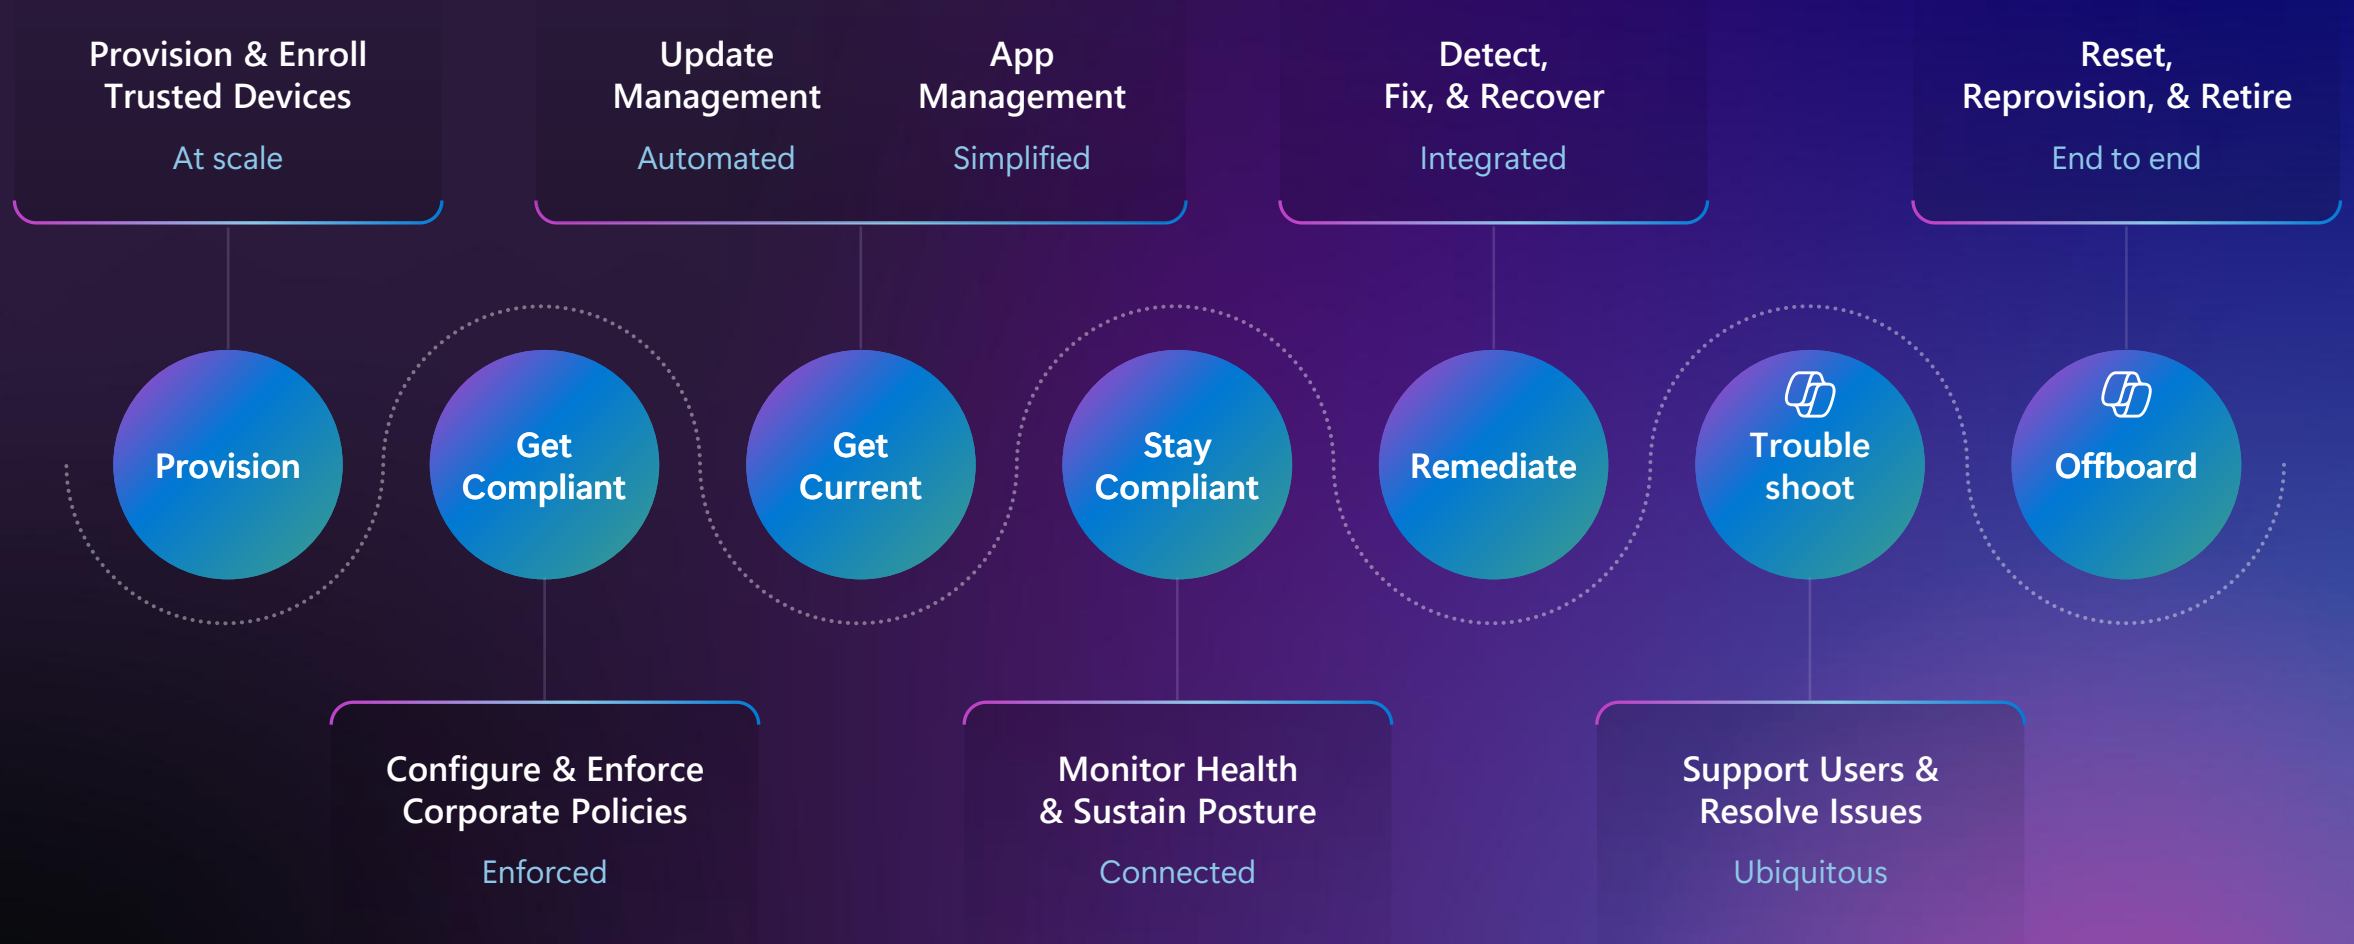 Provision & Enroll
Trusted Devices
At scale
Update
Management
Automated
App
Management
Simplified
Detect,
Fix, & Recover
Integrated
Reset,
Reprovision, & Retire
End to end
Provision
Get
Compliant
Get
Current
Stay
Compliant
Remediate
Trouble
shoot
Offboard
Configure & Enforce
Corporate Policies
Enforced
Monitor Health
& Sustain Posture
Connected
Support Users &
Resolve Issues
Ubiquitous